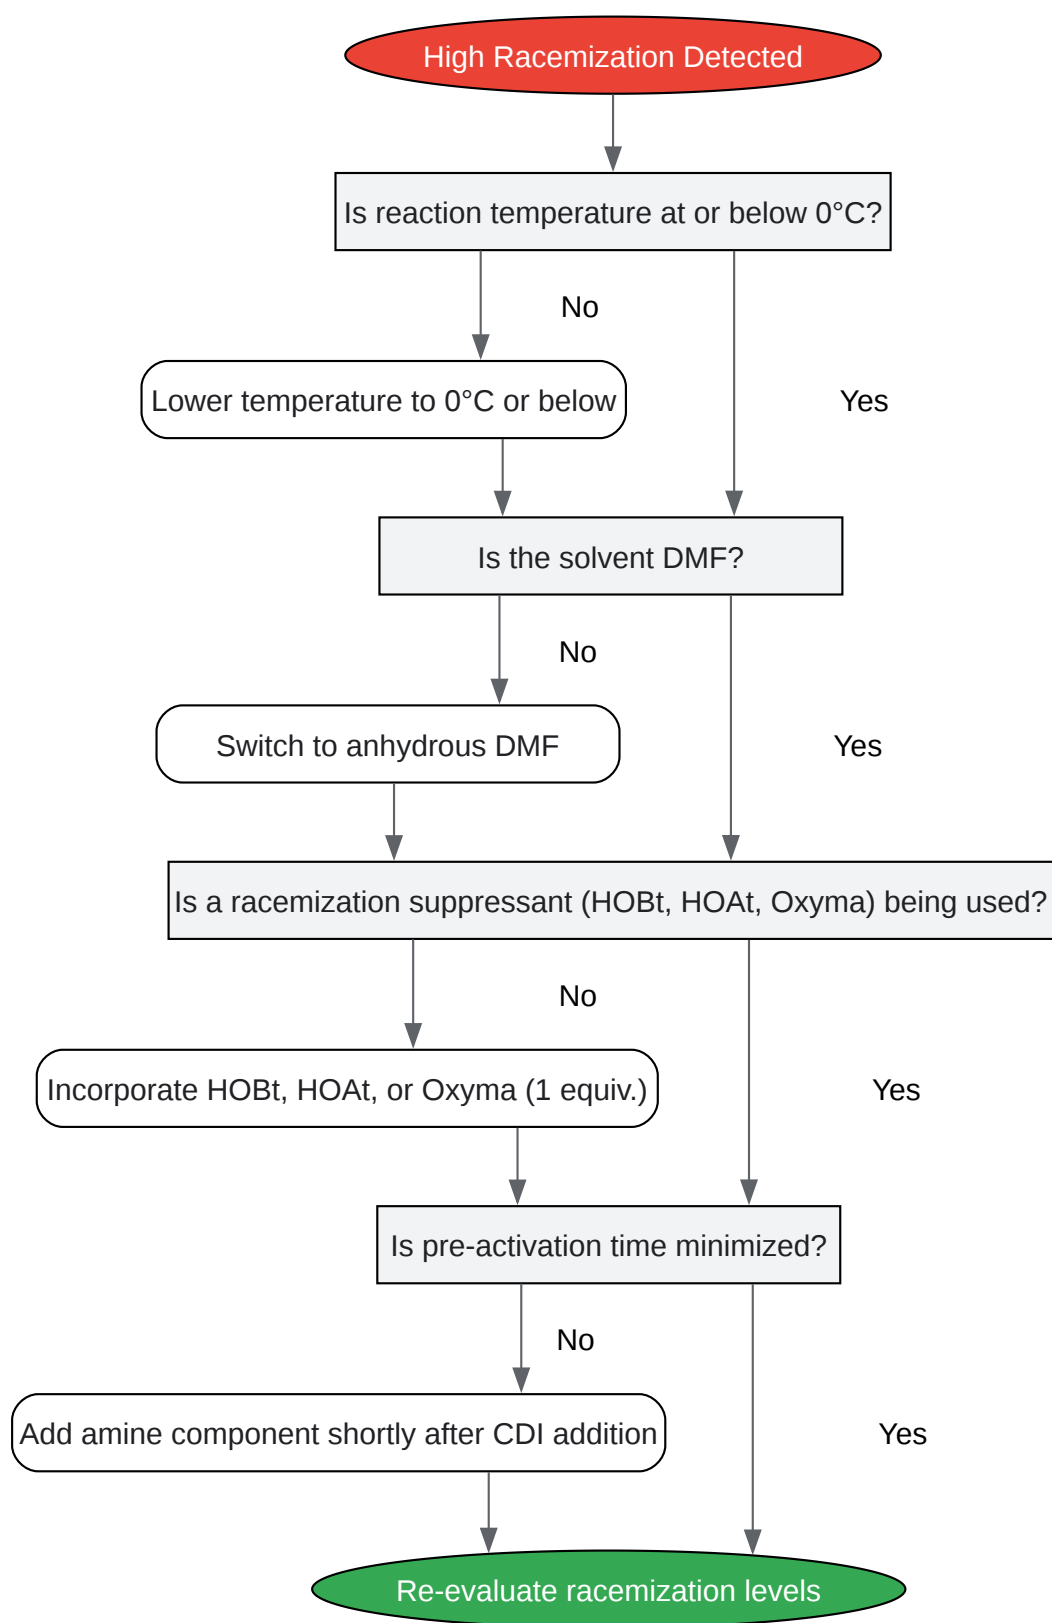 High Racemization Detected
Is reaction temperature at or below 0°C?
No
Lower temperature to 0°C or below
Yes
Is the solvent DMF?
No
Switch to anhydrous DMF
Yes
Is a racemization suppressant (HOBt, HOAt, Oxyma) being used?
No
Incorporate HOBt, HOAt, or Oxyma (1 equiv.)
Yes
Is pre-activation time minimized?
No
Add amine component shortly after CDI addition
Yes
Re-evaluate racemization levels